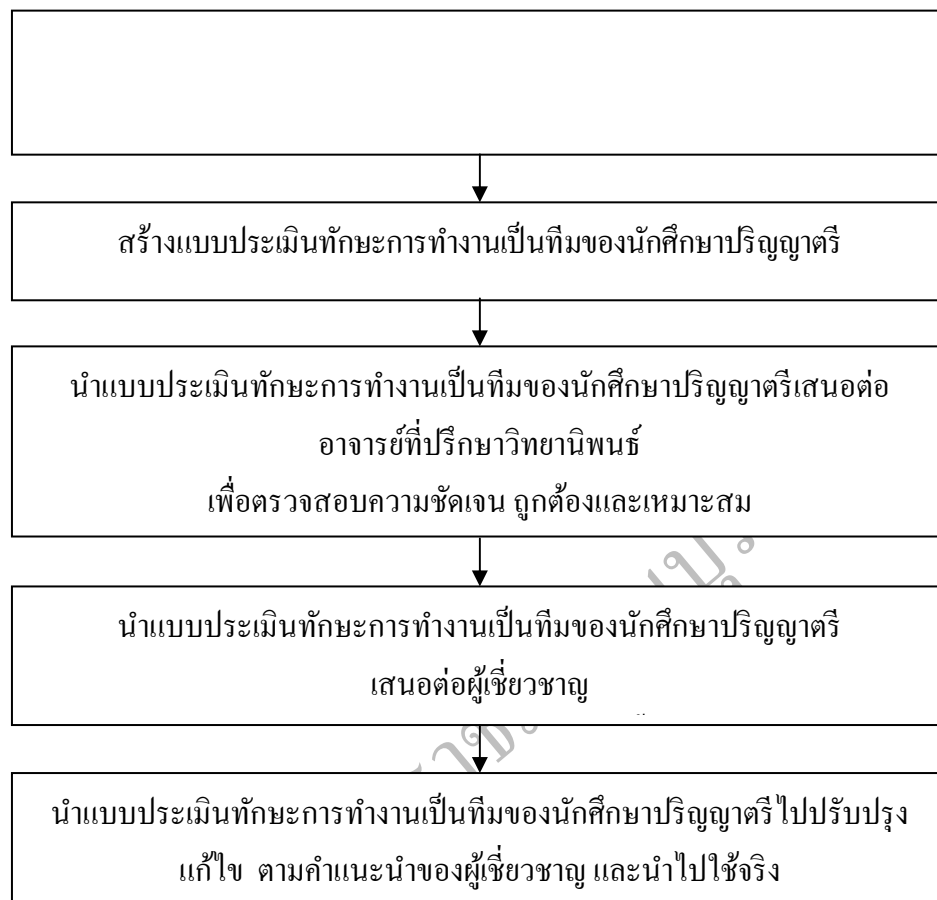 สร้างแบบประเมินทักษะการทำงานเป็นทีมของนักศึกษาปริญญาตรี
นำแบบประเมินทักษะการทำงานเป็นทีมของนักศึกษาปริญญาตรีเสนอต่อ
อาจารย์ที่ปรึกษาวิทยานิพนธ์
เพื่อตรวจสอบความชัดเจน ถูกต้องและเหมาะสม
นำแบบประเมินทักษะการทำงานเป็นทีมของนักศึกษาปริญญาตรี
เสนอต่อผู้เชี่ยวชาญ
นำแบบประเมินทักษะการทำงานเป็นทีมของนักศึกษาปริญญาตรี ไปปรับปรุง
แก้ไข ตามคำแนะนำของผู้เชี่ยวชาญ และนำไปใช้จริง